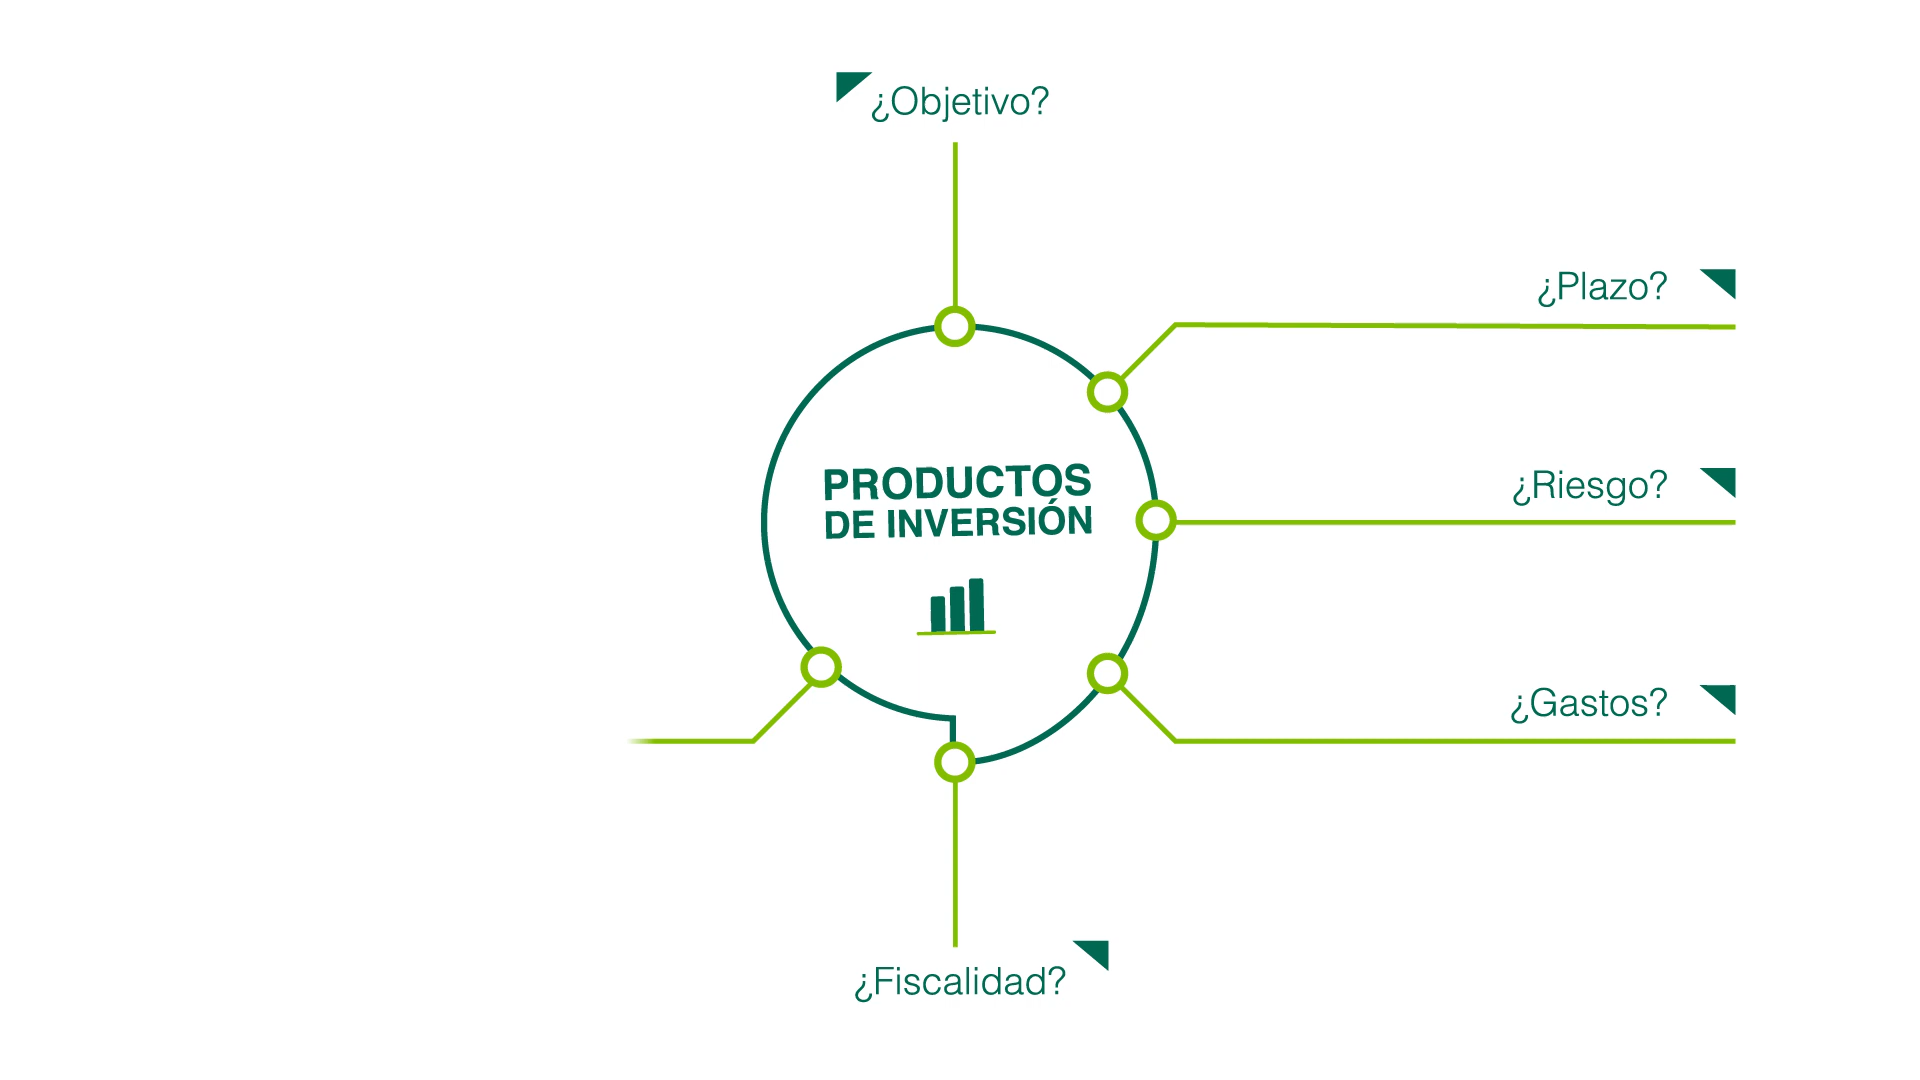 ¿Objetivo?
¿Plazo?
PRODUCTOS
DE INVERSIÓN
¿Riesgo?
¿Gastos?
¿Fiscalidad?